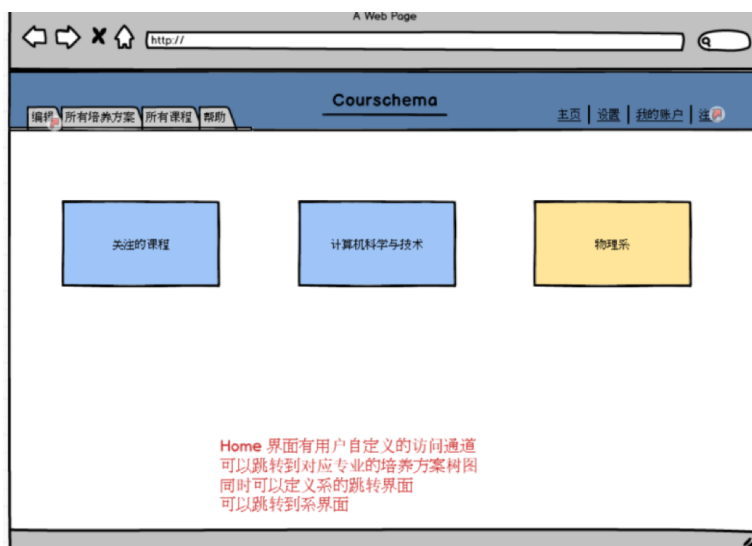 A Web Page
http://
Courschema
编辑 所有培养方案 所有课程 帮助
主页 设置 我的账户 注
关注的课程
计算机科学与技术
物理系
Home 界面有用户自定义的访问通道
可以跳转到对应专业的培养方案树图
同时可以定义系的跳转界面
可以跳转到系界面